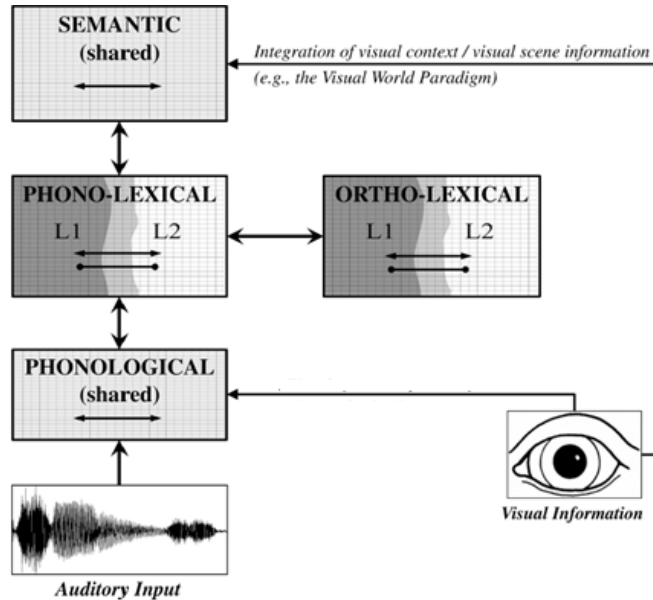 SEMANTIC
(shared)
Integration of visual context / visual scene information
(e.g., the Visual World Paradigm)
PHONO-LEXICAL
L1 L2
ORTHO-LEXICAL
L1 L2
PHONOLOGICAL
(shared)
Visual Information
Auditory Input